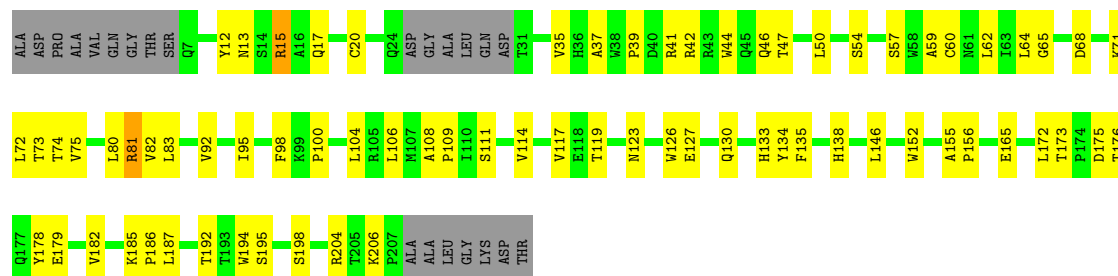 ALA ASP PRO ALA VAL GLN GLY THR SER Q7 Y12 N13 S14 R15 A16 Q17 C20 Q24 ASP GLY ALA LEU GLN ASP T31 V35 H36 A37 W38 P39 D40 R41 R42 R43 W44 Q45 Q46 T47 L50 S54 S57 W58 A59 C60 N61 L62 I63 L64 G65 D68 K71
L72 T73 T74 V75 L80 R81 V82 L83 V92 I95 F98 K99 P100 L104 R105 L106 M107 A108 P109 I110 S111 V114 V117 E118 T119 N123 W126 E127 Q130 H133 Y134 F135 H138 L146 W152 A155 P156 E165 L172 T173 P174 D175 T176
Q177 Y178 E179 V182 K185 P186 L187 T192 T193 W194 S195 S198 R204 T205 K206 P207 ALA ALA LEU GLY LYS ASP THR